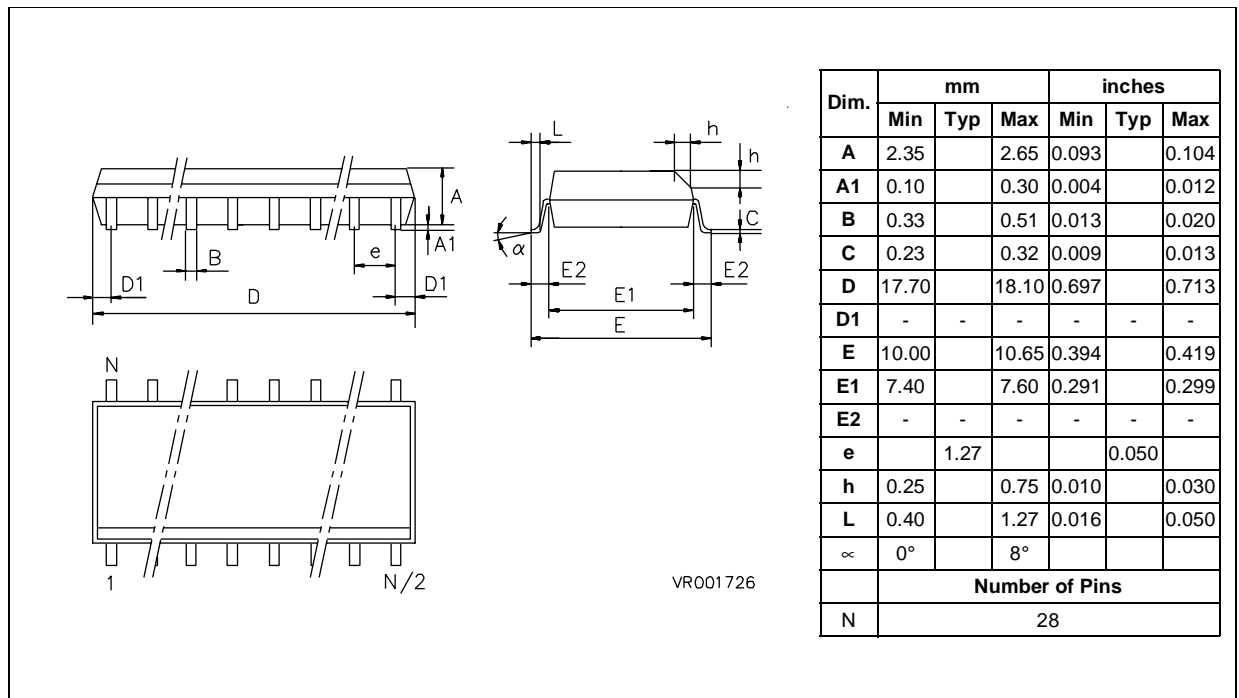 L
h
h
A
A1
B
e
D1
D
D1
C
α
E2
E2
E1
E
N
1
N/2
VR001726
Dim. mm inches
Min Typ Max Min Typ Max
A 2.35 2.65 0.093 0.104
A1 0.10 0.30 0.004 0.012
B 0.33 0.51 0.013 0.020
C 0.23 0.32 0.009 0.013
D 17.70 18.10 0.697 0.713
D1 - - - - - -
E 10.00 10.65 0.394 0.419
E1 7.40 7.60 0.291 0.299
E2 - - - - - -
e 1.27 0.050
h 0.25 0.75 0.010 0.030
L 0.40 1.27 0.016 0.050
∝ 0° 8°
Number of Pins
N 28